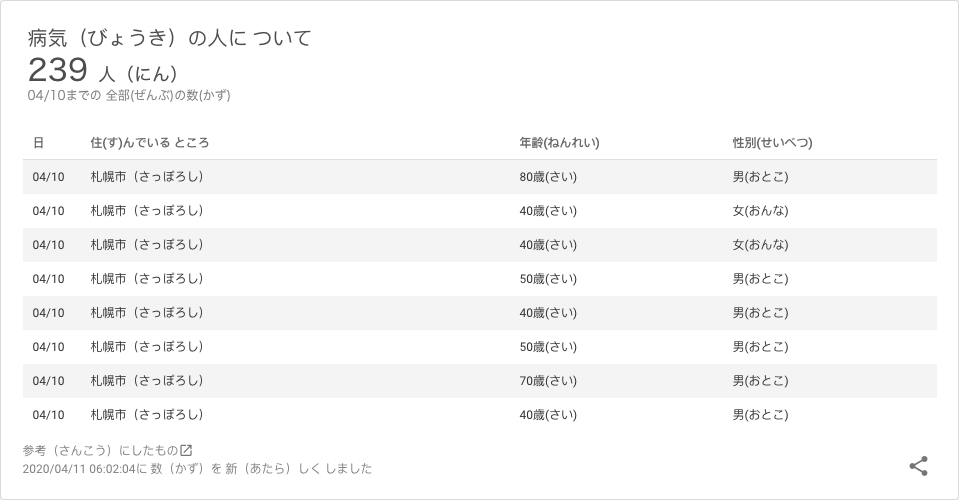 病気（びょうき）の人に ついて
239 人（にん）
04/10までの 全部(ぜんぶ)の数(かず)
日 住(す)んでいる ところ 年齢(ねんれい) 性別(せいべつ)
04/10 札幌市（さっぽろし） 80歳(さい) 男(おとこ)
04/10 札幌市（さっぽろし） 40歳(さい) 女(おんな)
04/10 札幌市（さっぽろし） 40歳(さい) 女(おんな)
04/10 札幌市（さっぽろし） 50歳(さい) 男(おとこ)
04/10 札幌市（さっぽろし） 40歳(さい) 男(おとこ)
04/10 札幌市（さっぽろし） 50歳(さい) 男(おとこ)
04/10 札幌市（さっぽろし） 70歳(さい) 男(おとこ)
04/10 札幌市（さっぽろし） 40歳(さい) 男(おとこ)
参考（さんこう）にしたもの
2020/04/11 06:02:04に 数（かず）を 新（あたら）しく しました